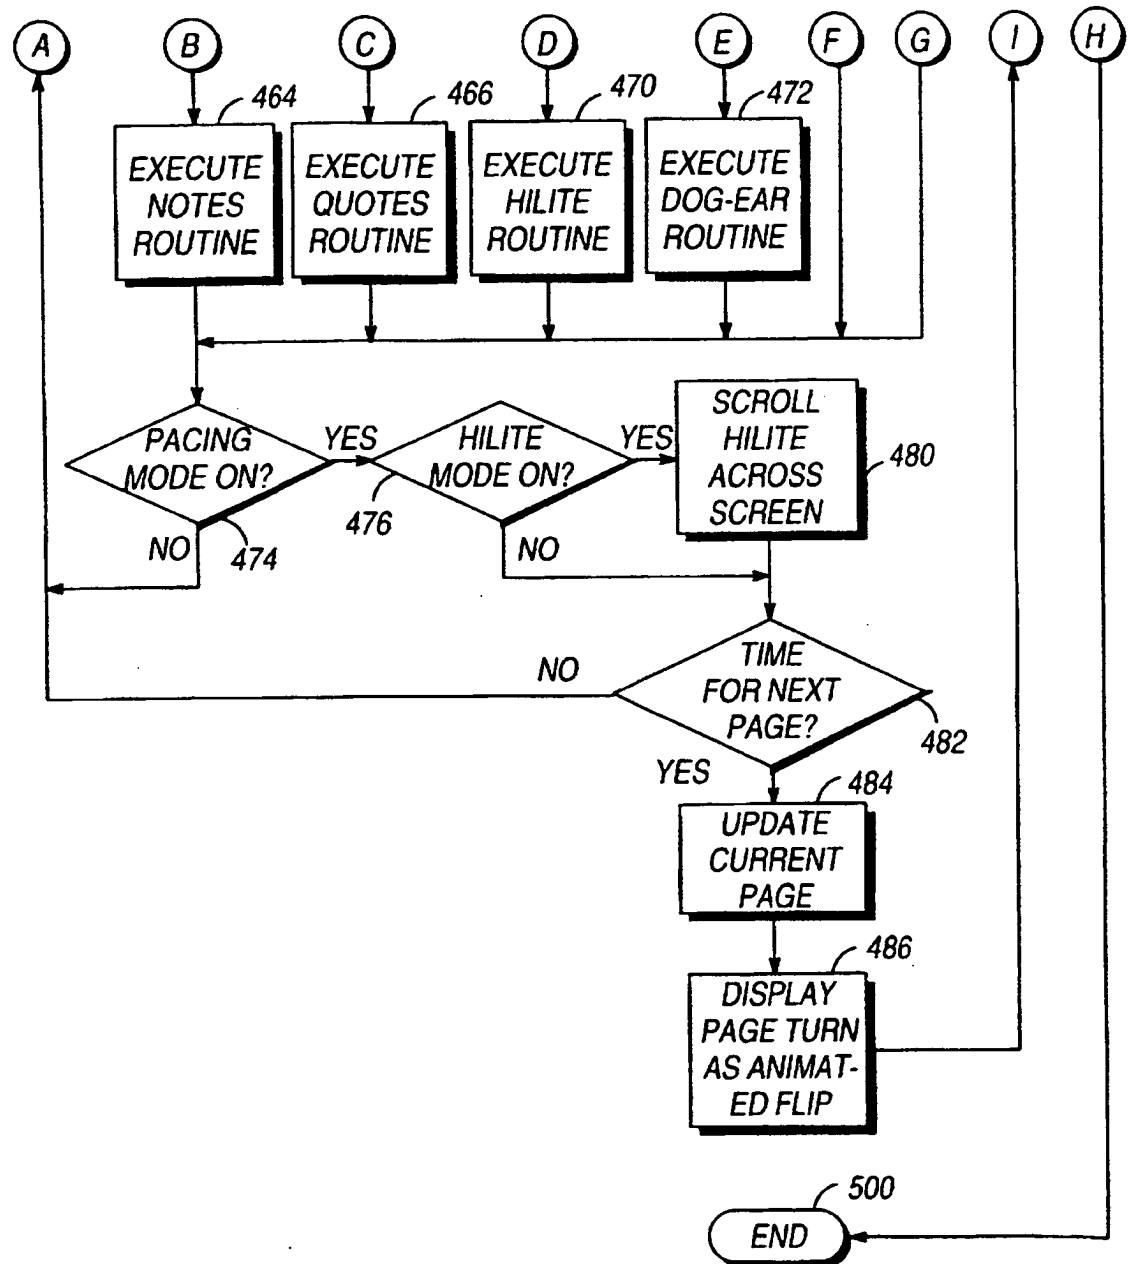 A B C D E F G I H
464 466 470 472
EXECUTE
NOTES
ROUTINE
EXECUTE
QUOTES
ROUTINE
EXECUTE
HILITE
ROUTINE
EXECUTE
DOG-EAR
ROUTINE
PACING
MODE ON?
YES
NO
474
HILITE
MODE ON?
YES
476
NO
SCROLL
HILITE
ACROSS
SCREEN
480
TIME
FOR NEXT
PAGE?
NO
482
YES
484
UPDATE
CURRENT
PAGE
486
DISPLAY
PAGE TURN
AS ANIMAT-
ED FLIP
500
END